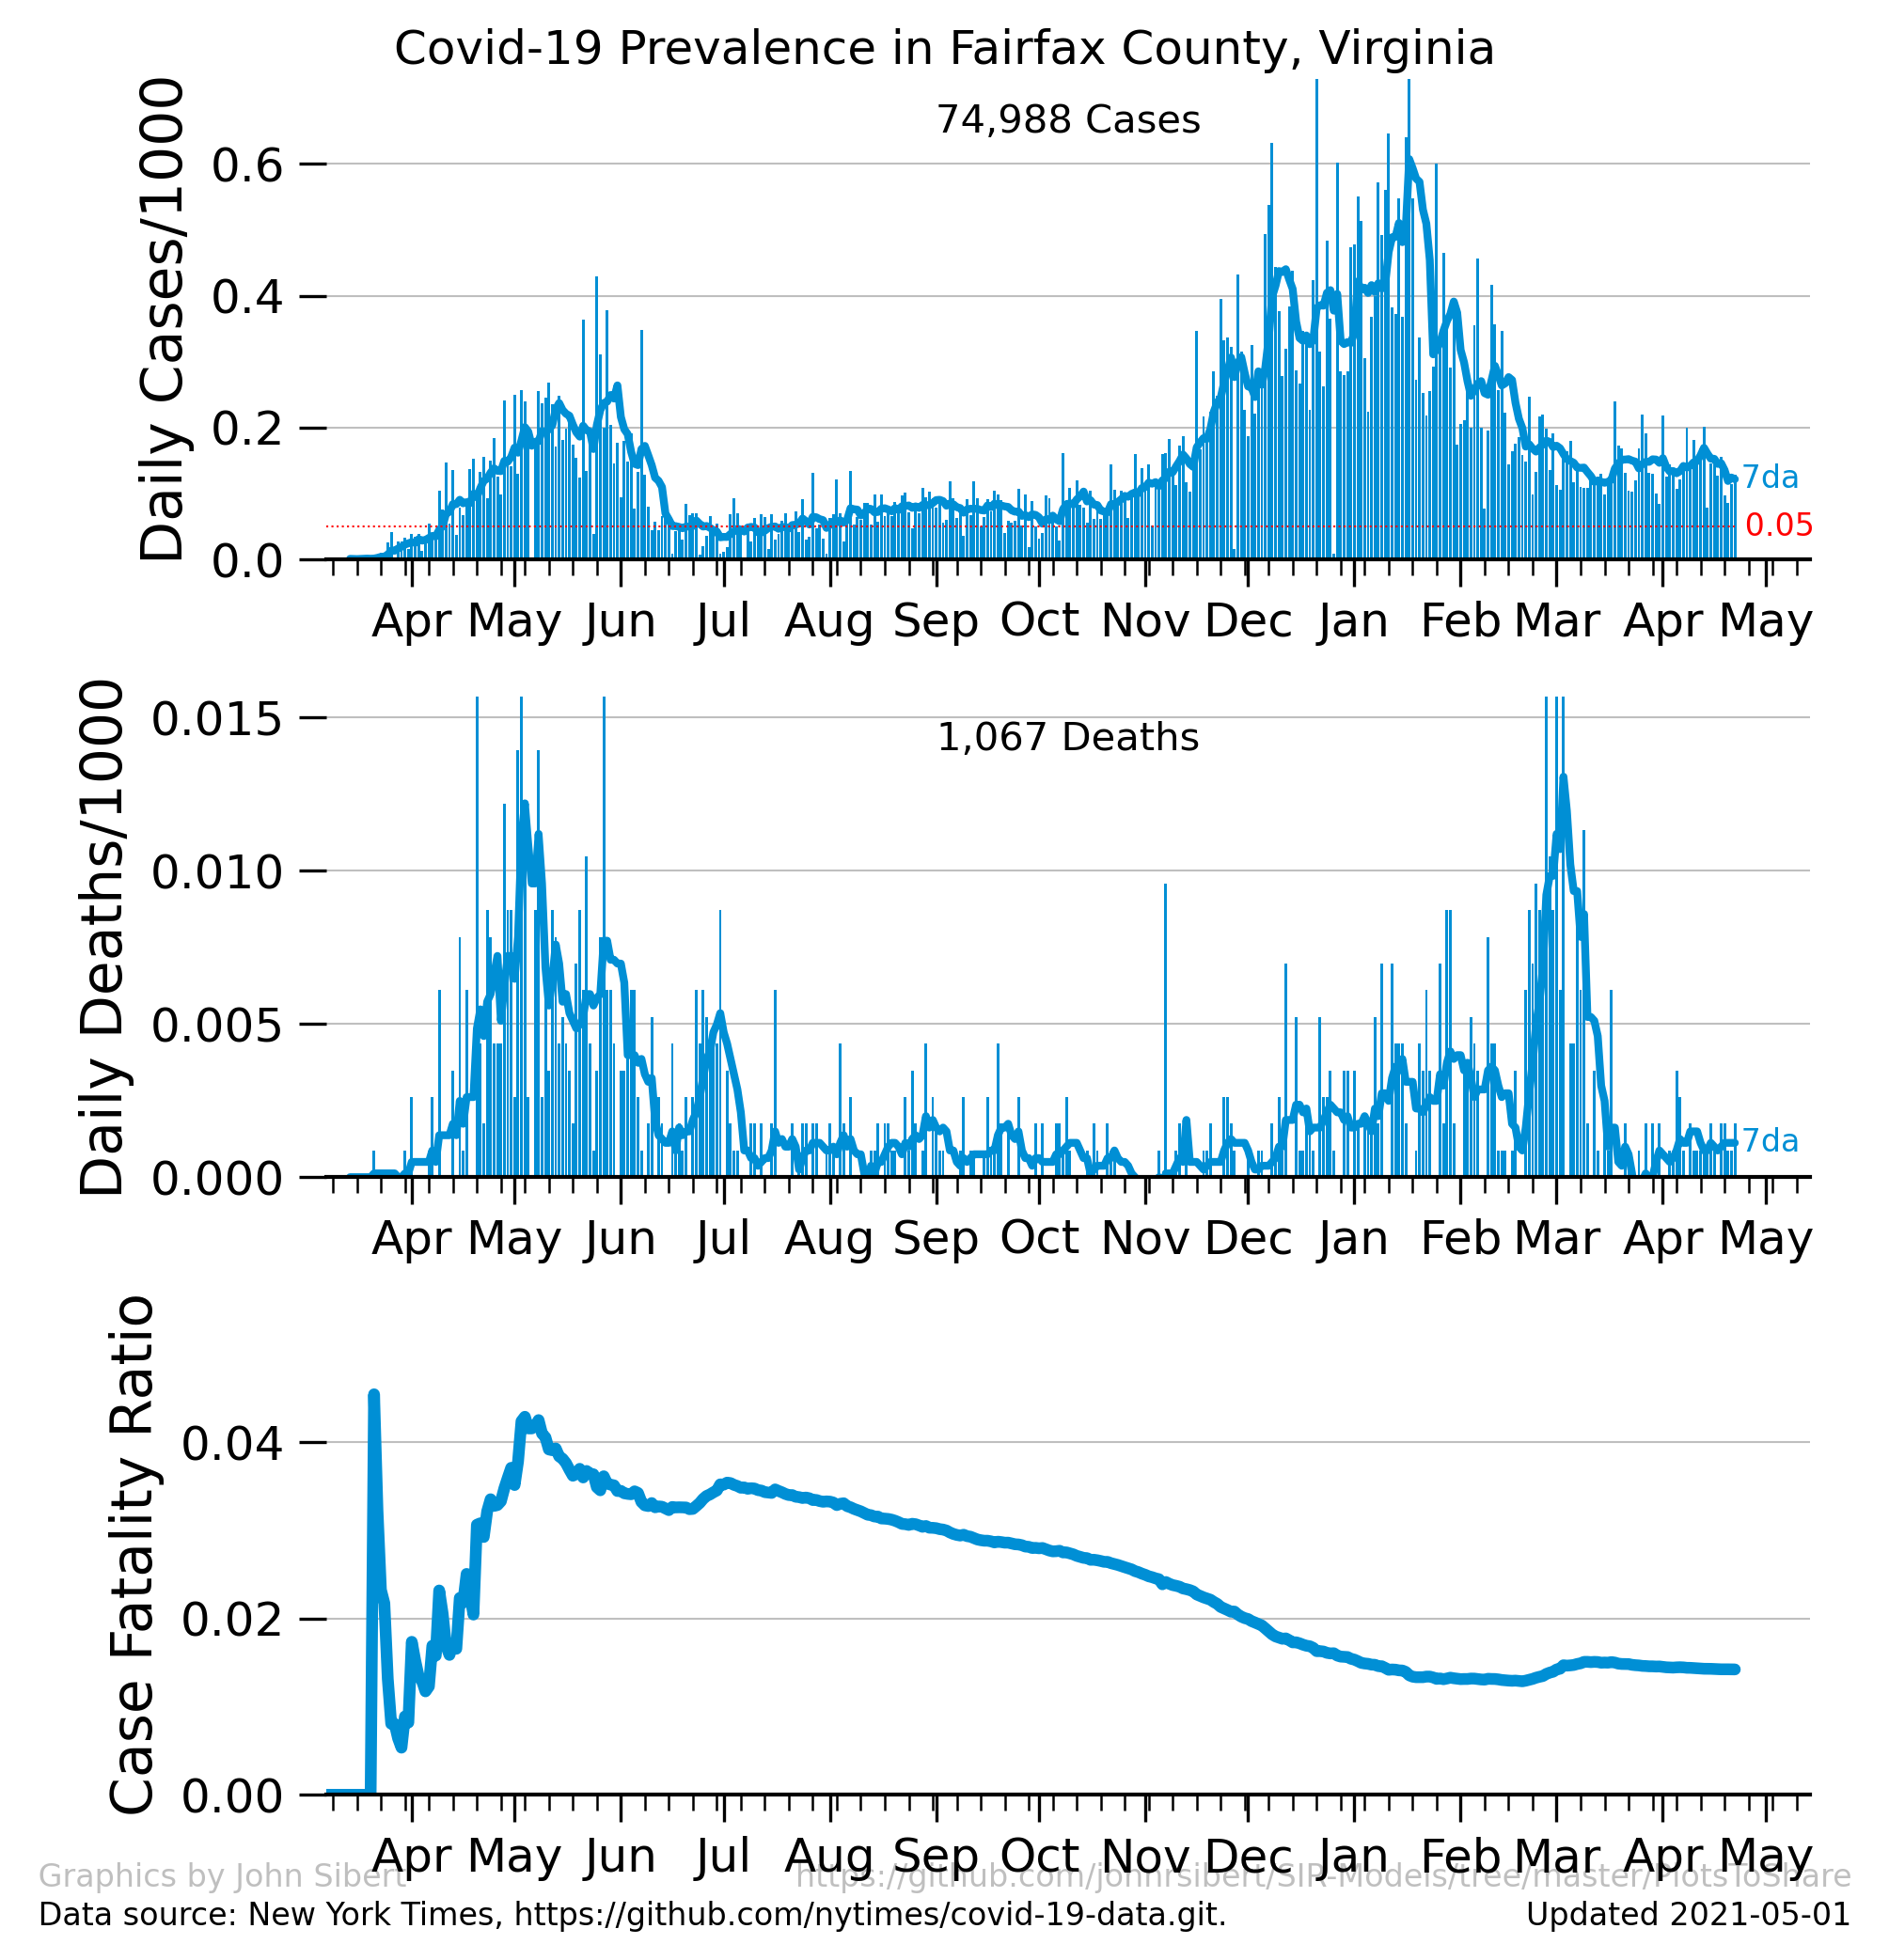 Covid-19 Prevalence in Fairfax County, Virginia
Daily Cases/1000
74,988 Cases
0.6
0.4
0.2
0.0
7da
0.05
Apr May Jun Jul Aug Sep Oct Nov Dec Jan Feb Mar Apr May
Daily Deaths/1000
1,067 Deaths
0.015
0.010
0.005
0.000
7da
Apr May Jun Jul Aug Sep Oct Nov Dec Jan Feb Mar Apr May
Case Fatality Ratio
0.04
0.02
0.00
Apr May Jun Jul Aug Sep Oct Nov Dec Jan Feb Mar Apr May
Graphics by John Sibert https://github.com/johnrsibert/SIR-Models/tree/master/PlotsToShare
Data source: New York Times, https://github.com/nytimes/covid-19-data.git. Updated 2021-05-01